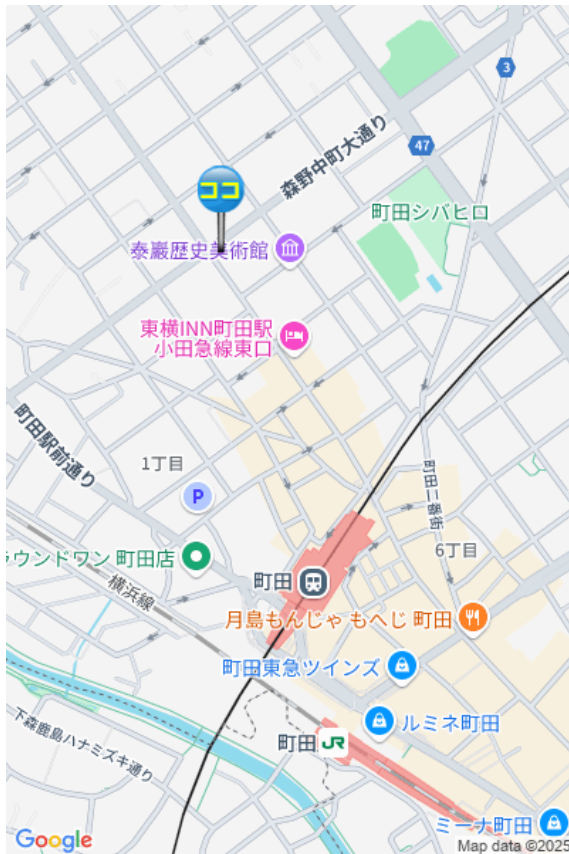 3
47
森野中町大通り
ココ
町田シバヒロ
泰巖歴史美術館
東横INN町田駅
小田急線東口
町田駅前通り
1丁目
P
町田二番街
6丁目
ラウンドワン 町田店
横浜線
町田
月島もんじゃ もへじ 町田
町田東急ツインズ
ルミネ町田
下森鹿島ハナミズキ通り
町田 JR
ミーナ町田
Google
Map data ©2025